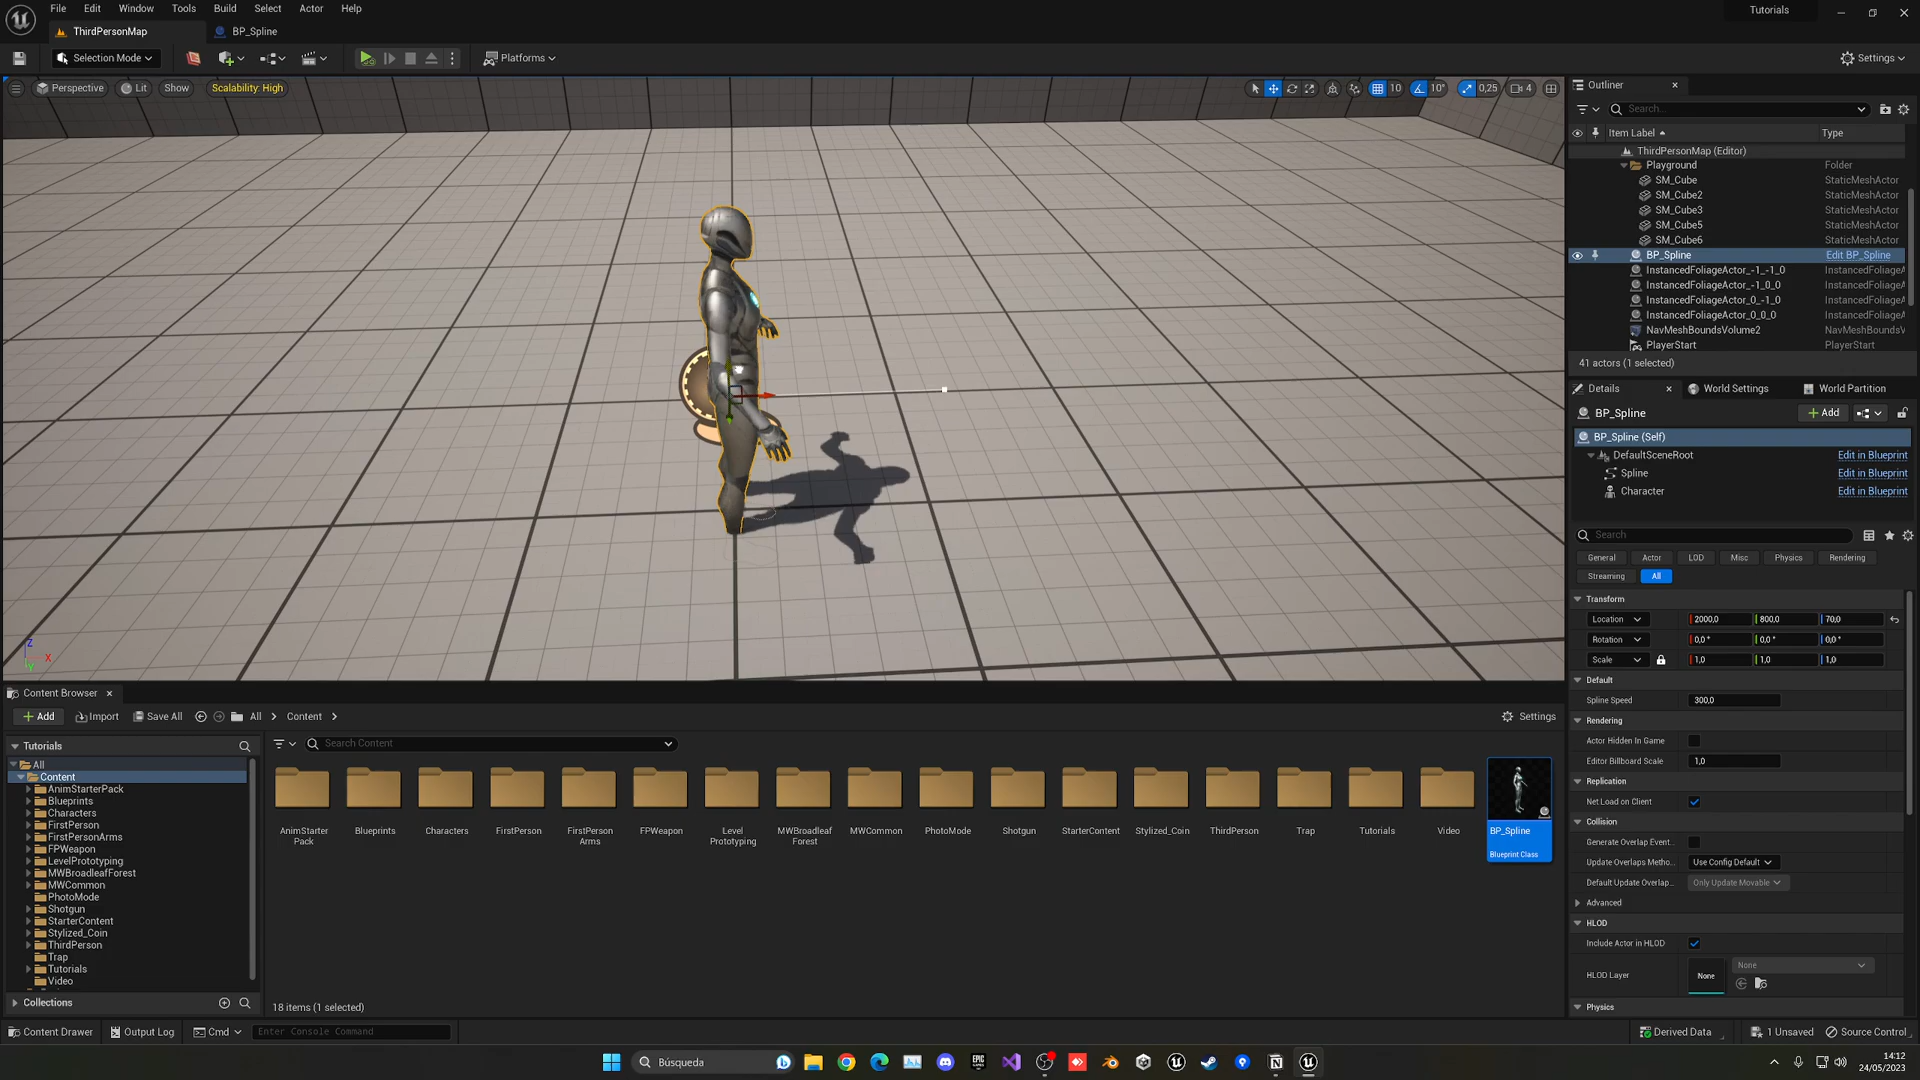 File Edit Window Tools Build Select Actor Help
Tutorials
ThirdPersonMap
BP_Spline
Selection Mode
Platforms
Settings
Perspective
Lit
Show
Scalability: High
10
10°
0,25
4
Outliner
Search...
Item Label
Type
ThirdPersonMap (Editor)
Playground Folder
SM_Cube StaticMeshActor
SM_Cube2 StaticMeshActor
SM_Cube3 StaticMeshActor
SM_Cube5 StaticMeshActor
SM_Cube6 StaticMeshActor
BP_Spline Edit BP_Spline
InstancedFoliageActor_-1_-1_0 InstancedFoliageA
InstancedFoliageActor_-1_0_0 InstancedFoliageA
InstancedFoliageActor_0_-1_0 InstancedFoliageA
InstancedFoliageActor_0_0_0 InstancedFoliageA
NavMeshBoundsVolume2 NavMeshBoundsV
PlayerStart PlayerStart
41 actors (1 selected)
Details
World Settings
World Partition
BP_Spline
Add
BP_Spline (Self)
DefaultSceneRoot Edit in Blueprint
Spline Edit in Blueprint
Character Edit in Blueprint
Search
General Actor LOD Misc Physics Rendering
Streaming All
Transform
Location 2000,0 800,0 70,0
Rotation 0,0 ° 0,0 ° 0,0 °
Scale 1,0 1,0 1,0
Default
Spline Speed 300,0
Rendering
Actor Hidden In Game
Editor Billboard Scale 1,0
Replication
Net Load on Client
Collision
Generate Overlap Event...
Update Overlaps Metho... Use Config Default
Default Update Overlap... Only Update Movable
Advanced
HLOD
Include Actor in HLOD
HLOD Layer None None
Physics
Z
X
Y
Content Browser
Add Import Save All All Content
Settings
Tutorials
Search Content
All
Content
AnimStarterPack
Blueprints
Characters
FirstPerson
FirstPersonArms
FPWeapon
LevelPrototyping
MWBroadleafForest
MWCommon
PhotoMode
Shotgun
StarterContent
Stylized_Coin
ThirdPerson
Trap
Tutorials
Video
Collections
AnimStarter
Pack
Blueprints
Characters
FirstPerson
FirstPerson
Arms
FPWeapon
Level
Prototyping
MWBroadleaf
Forest
MWCommon
PhotoMode
Shotgun
StarterContent
Stylized_Coin
ThirdPerson
Trap
Tutorials
Video
BP_Spline
Blueprint Class
18 items (1 selected)
Content Drawer Output Log Cmd Enter Console Command
Derived Data 1 Unsaved Source Control
Búsqueda
EPIC
14:12
24/05/2023